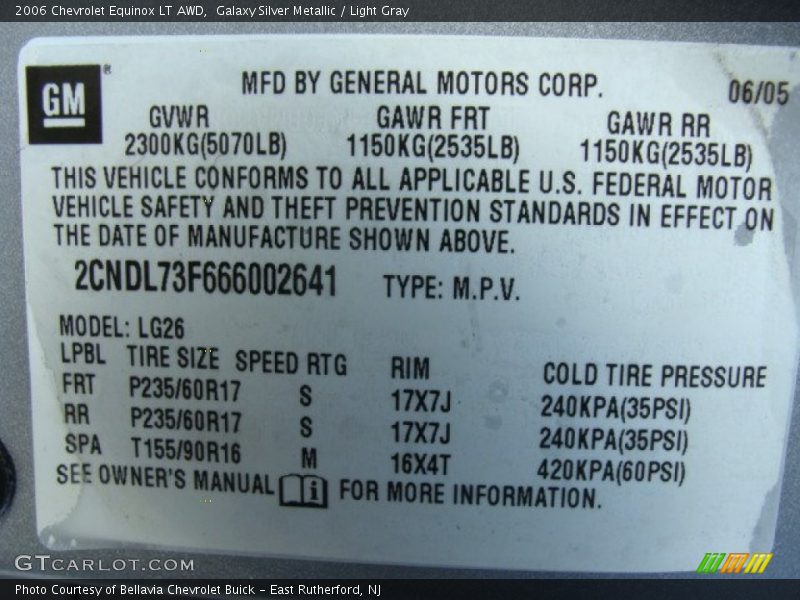 2006 Chevrolet Equinox LT AWD,  Galaxy Silver Metallic / Light Gray
GM ®
MFD BY GENERAL MOTORS CORP. 06/05
GVWR GAWR FRT GAWR RR
2300KG(5070LB) 1150KG(2535LB) 1150KG(2535LB)
THIS VEHICLE CONFORMS TO ALL APPLICABLE U.S. FEDERAL MOTOR
VEHICLE SAFETY AND THEFT PREVENTION STANDARDS IN EFFECT ON
THE DATE OF MANUFACTURE SHOWN ABOVE.
2CNDL73F666002641 TYPE: M.P.V.
MODEL: LG26
LPBL TIRE SIZE SPEED RTG RIM COLD TIRE PRESSURE
FRT P235/60R17 S 17X7J 240KPA(35PSI)
RR P235/60R17 S 17X7J 240KPA(35PSI)
SPA T155/90R16 M 16X4T 420KPA(60PSI)
SEE OWNER'S MANUAL i FOR MORE INFORMATION.
GTCARLOT.COM
Photo Courtesy of Bellavia Chevrolet Buick – East Rutherford, NJ